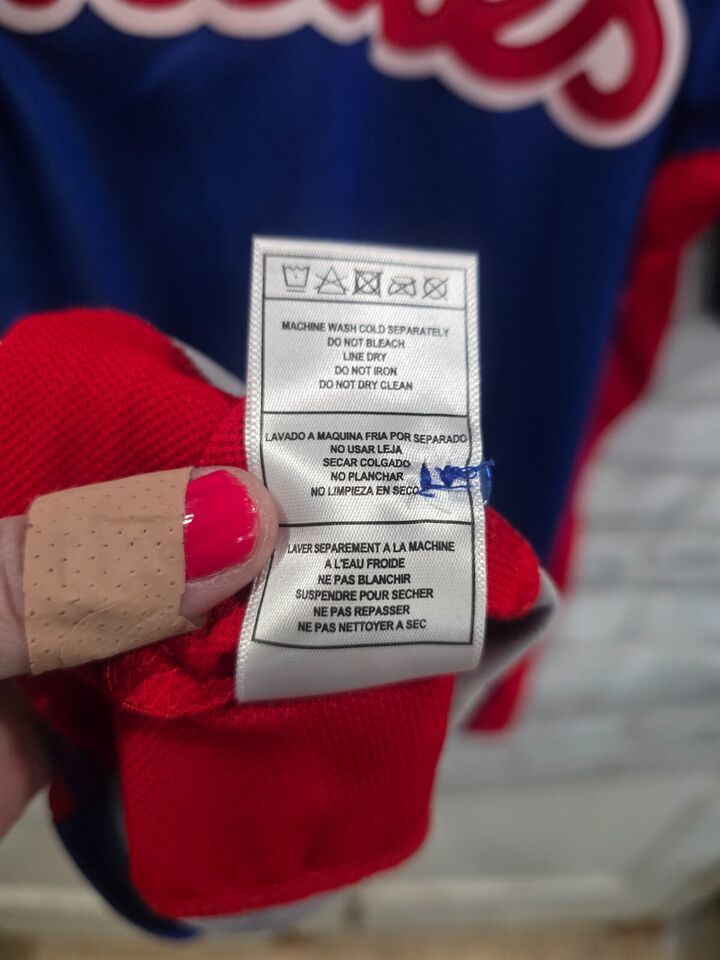 MACHINE WASH COLD SEPARATELY
DO NOT BLEACH
LINE DRY
DO NOT IRON
DO NOT DRY CLEAN
LAVADO A MAQUINA FRIA POR SEPARADO
NO USAR LEJA
SECAR COLGADO
NO PLANCHAR
NO LIMPIEZA EN SECO
LAVER SEPAREMENT A LA MACHINE
A L'EAU FROIDE
NE PAS BLANCHIR
SUSPENDRE POUR SECHER
NE PAS REPASSER
NE PAS NETTOYER A SEC